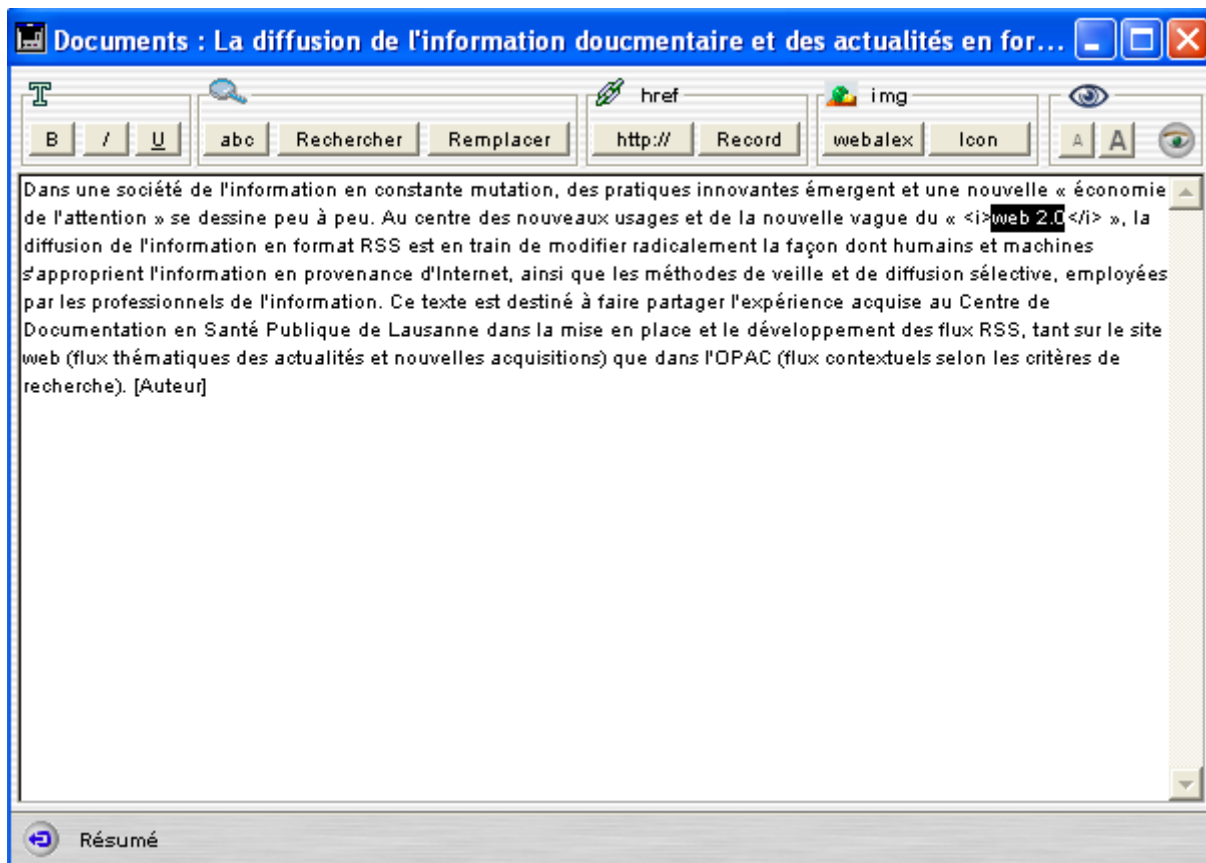 Documents : La diffusion de l'information doucmentaire et des actualités en for...
T href img
B I U abc Rechercher Remplacer http:// Record webalex Icon A A
Dans une société de l'information en constante mutation, des pratiques innovantes émergent et une nouvelle « économie
de l'attention » se dessine peu à peu. Au centre des nouveaux usages et de la nouvelle vague du « <i>web 2.0</i> », la
diffusion de l'information en format RSS est en train de modifier radicalement la façon dont humains et machines
s'approprient l'information en provenance d'Internet, ainsi que les méthodes de veille et de diffusion sélective, employées
par les professionnels de l'information. Ce texte est destiné à faire partager l'expérience acquise au Centre de
Documentation en Santé Publique de Lausanne dans la mise en place et le développement des flux RSS, tant sur le site
web (flux thématiques des actualités et nouvelles acquisitions) que dans l'OPAC (flux contextuels selon les critères de
recherche). [Auteur]
Résumé